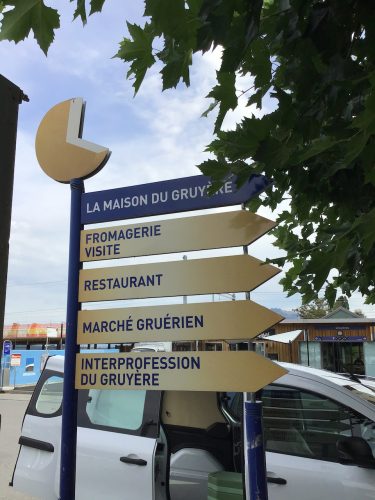 LA MAISON DU GRUYÈRE
FROMAGERIE
VISITE
RESTAURANT
MARCHÉ GRUÉRIEN
INTERPROFESSION
DU GRUYÈRE